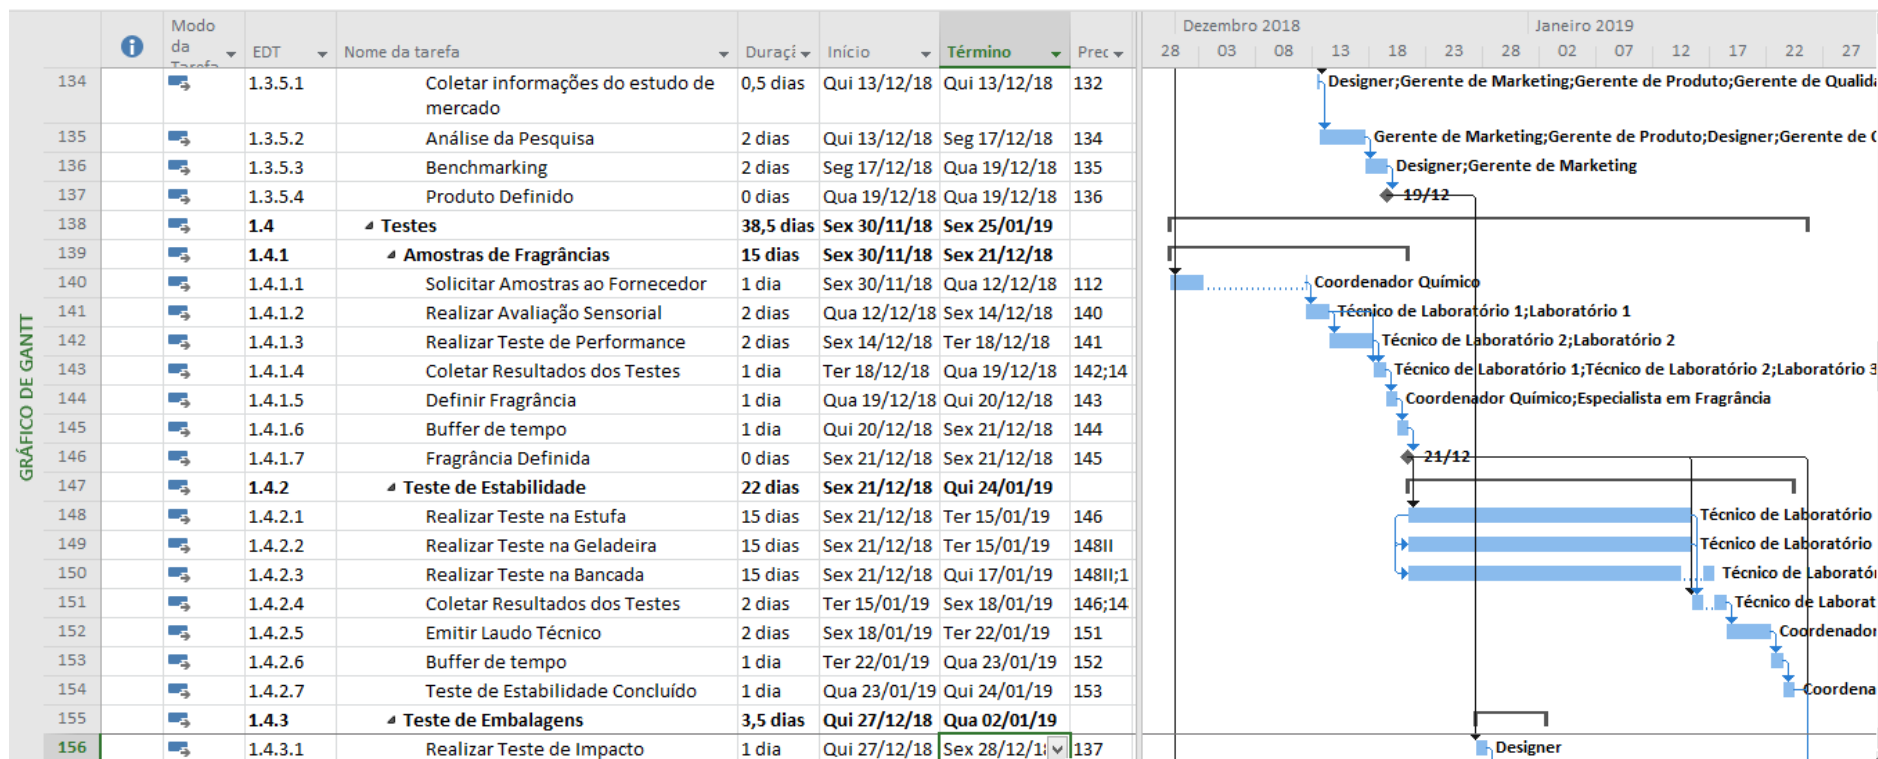 Dezembro 2018 Janeiro 2019
Modo da Tarefa EDT Nome da tarefa Duraçã Início Término Prec 28 03 08 13 18 23 28 02 07 12 17 22 27
GRÁFICO DE GANTT
134 1.3.5.1 Coletar informações do estudo de 0,5 dias Qui 13/12/18 Qui 13/12/18 132 Designer;Gerente de Marketing;Gerente de Produto;Gerente de Qualida
mercado
135 1.3.5.2 Análise da Pesquisa 2 dias Qui 13/12/18 Seg 17/12/18 134 Gerente de Marketing;Gerente de Produto;Designer;Gerente de
136 1.3.5.3 Benchmarking 2 dias Seg 17/12/18 Qua 19/12/18 135 Designer;Gerente de Marketing
137 1.3.5.4 Produto Definido 0 dias Qua 19/12/18 Qua 19/12/18 136 19/12
138 1.4 Testes 38,5 dias Sex 30/11/18 Sex 25/01/19
139 1.4.1 Amostras de Fragrâncias 15 dias Sex 30/11/18 Sex 21/12/18
140 1.4.1.1 Solicitar Amostras ao Fornecedor 1 dia Sex 30/11/18 Qua 12/12/18 112 Coordenador Químico
141 1.4.1.2 Realizar Avaliação Sensorial 2 dias Qua 12/12/18 Sex 14/12/18 140 Técnico de Laboratório 1;Laboratório 1
142 1.4.1.3 Realizar Teste de Performance 2 dias Sex 14/12/18 Ter 18/12/18 141 Técnico de Laboratório 2;Laboratório 2
143 1.4.1.4 Coletar Resultados dos Testes 1 dia Ter 18/12/18 Qua 19/12/18 142;14 Técnico de Laboratório 1;Técnico de Laboratório 2;Laboratório 3
144 1.4.1.5 Definir Fragrância 1 dia Qua 19/12/18 Qui 20/12/18 143 Coordenador Químico;Especialista em Fragrância
145 1.4.1.6 Buffer de tempo 1 dia Qui 20/12/18 Sex 21/12/18 144
146 1.4.1.7 Fragrância Definida 0 dias Sex 21/12/18 Sex 21/12/18 145 21/12
147 1.4.2 Teste de Estabilidade 22 dias Sex 21/12/18 Qui 24/01/19
148 1.4.2.1 Realizar Teste na Estufa 15 dias Sex 21/12/18 Ter 15/01/19 146 Técnico de Laboratório
149 1.4.2.2 Realizar Teste na Geladeira 15 dias Sex 21/12/18 Ter 15/01/19 148II Técnico de Laboratório
150 1.4.2.3 Realizar Teste na Bancada 15 dias Sex 21/12/18 Qui 17/01/19 148II;1 Técnico de Laboratór
151 1.4.2.4 Coletar Resultados dos Testes 2 dias Ter 15/01/19 Sex 18/01/19 146;14 Técnico de Laborat
152 1.4.2.5 Emitir Laudo Técnico 2 dias Sex 18/01/19 Ter 22/01/19 151 Coordenador
153 1.4.2.6 Buffer de tempo 1 dia Ter 22/01/19 Qua 23/01/19 152
154 1.4.2.7 Teste de Estabilidade Concluído 1 dia Qua 23/01/19 Qui 24/01/19 153 Coordena
155 1.4.3 Teste de Embalagens 3,5 dias Qui 27/12/18 Qua 02/01/19
156 1.4.3.1 Realizar Teste de Impacto 1 dia Qui 27/12/18 Sex 28/12/18 137 Designer